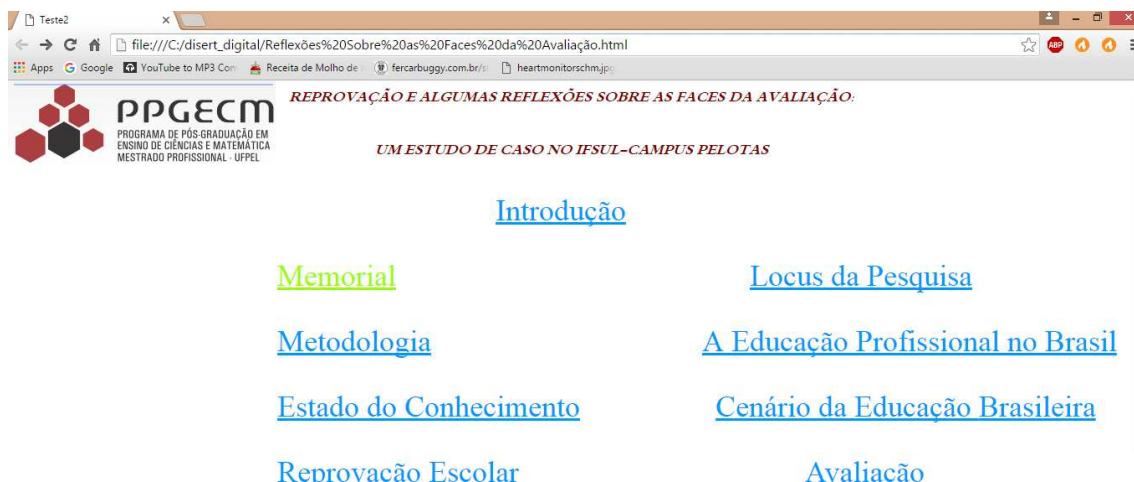 Teste2
file:///C:/disert_digital/Reflexões%20Sobre%20as%20Faces%20da%20Avaliação.html
ABP
Apps Google YouTube to MP3 Con Receita de Molho de fercarbuggy.com.br/s heartmonitorschm.jpg
PPGECM
PROGRAMA DE PÓS-GRADUAÇÃO EM
ENSINO DE CIÊNCIAS E MATEMÁTICA
MESTRADO PROFISSIONAL - UFPEL
REPROVAÇÃO E ALGUMAS REFLEXÕES SOBRE AS FACES DA AVALIAÇÃO:
UM ESTUDO DE CASO NO IFSUL-CAMPUS PELOTAS
Introdução
Memorial Locus da Pesquisa
Metodologia A Educação Profissional no Brasil
Estado do Conhecimento Cenário da Educação Brasileira
Reprovação Escolar Avaliação